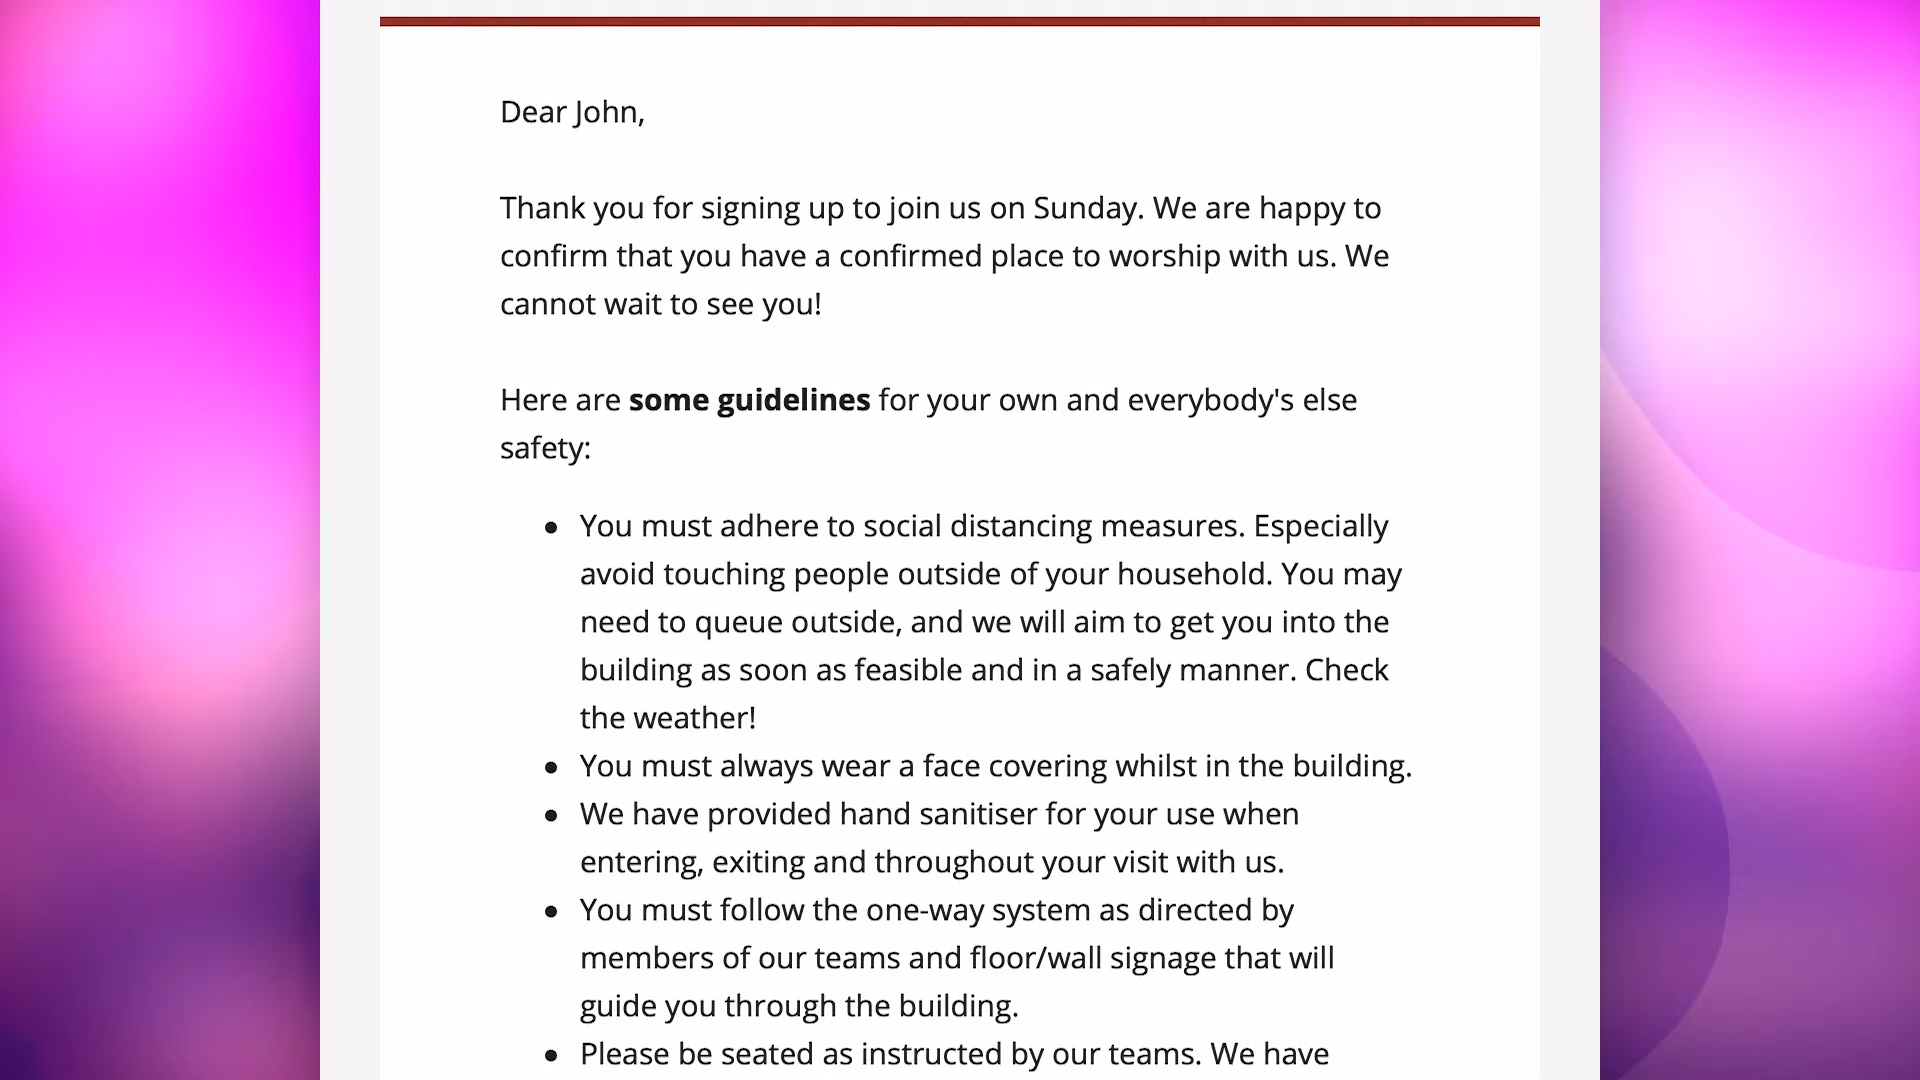 Dear John,
Thank you for signing up to join us on Sunday. We are happy to
confirm that you have a confirmed place to worship with us. We
cannot wait to see you!
Here are some guidelines for your own and everybody's else
safety:
• You must adhere to social distancing measures. Especially
avoid touching people outside of your household. You may
need to queue outside, and we will aim to get you into the
building as soon as feasible and in a safely manner. Check
the weather!
• You must always wear a face covering whilst in the building.
• We have provided hand sanitiser for your use when
entering, exiting and throughout your visit with us.
• You must follow the one-way system as directed by
members of our teams and floor/wall signage that will
guide you through the building.
• Please be seated as instructed by our teams. We have